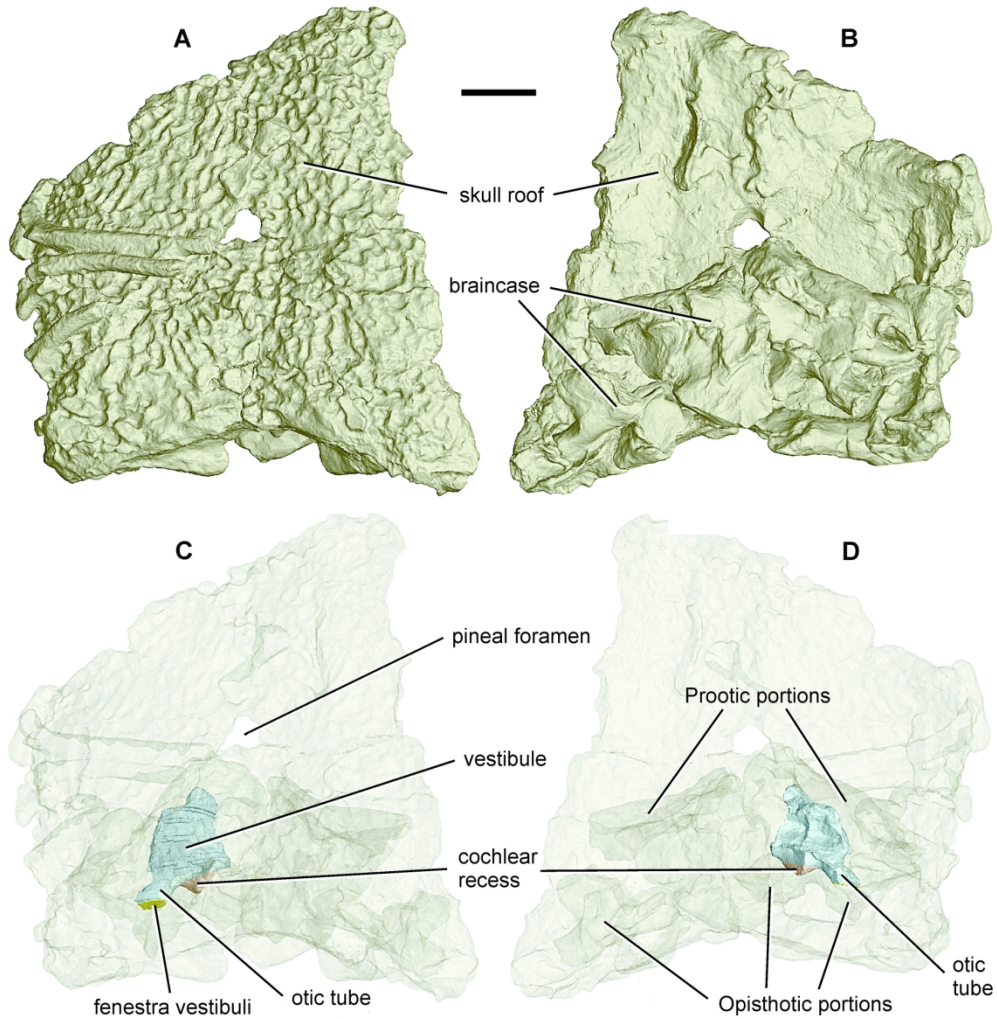 A
B
skull roof
braincase
C
D
pineal foramen
Prootic portions
vestibule
cochlear
recess
otic
tube
fenestra vestibuli
otic tube
Opisthotic portions